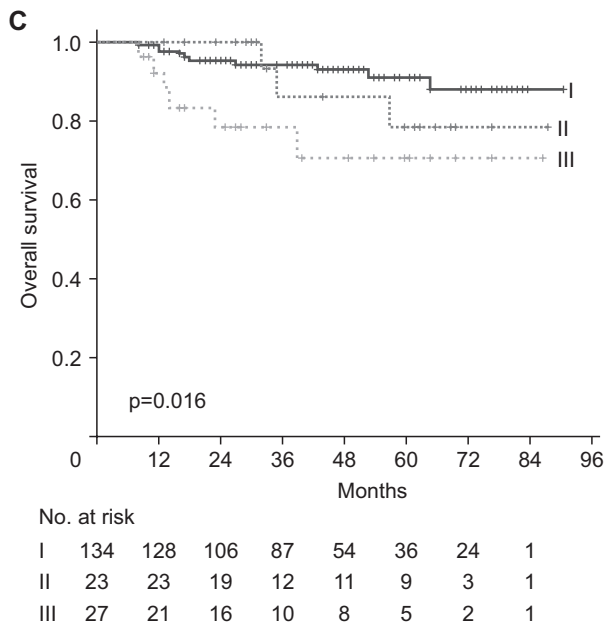 C
Overall survival
1.0
0.8
0.6
0.4
0.2
I
II
III
p=0.016
0 12 24 36 48 60 72 84 96
Months
No. at risk
I 134 128 106 87 54 36 24 1
II 23 23 19 12 11 9 3 1
III 27 21 16 10 8 5 2 1